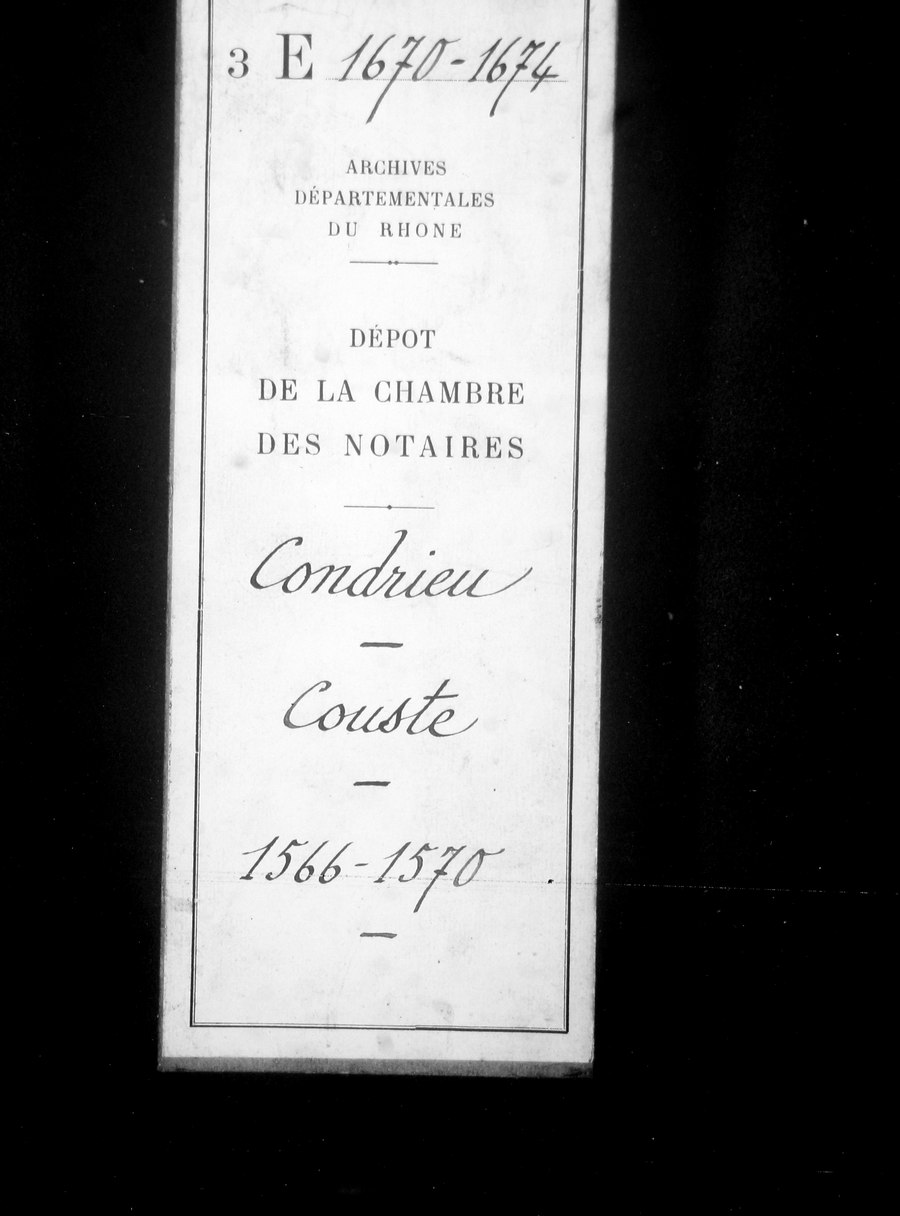 3 E 1670-1674
ARCHIVES
DÉPARTEMENTALES
DU RHONE
DÉPOT
DE LA CHAMBRE
DES NOTAIRES
Condrieu
Couste
1566-1570